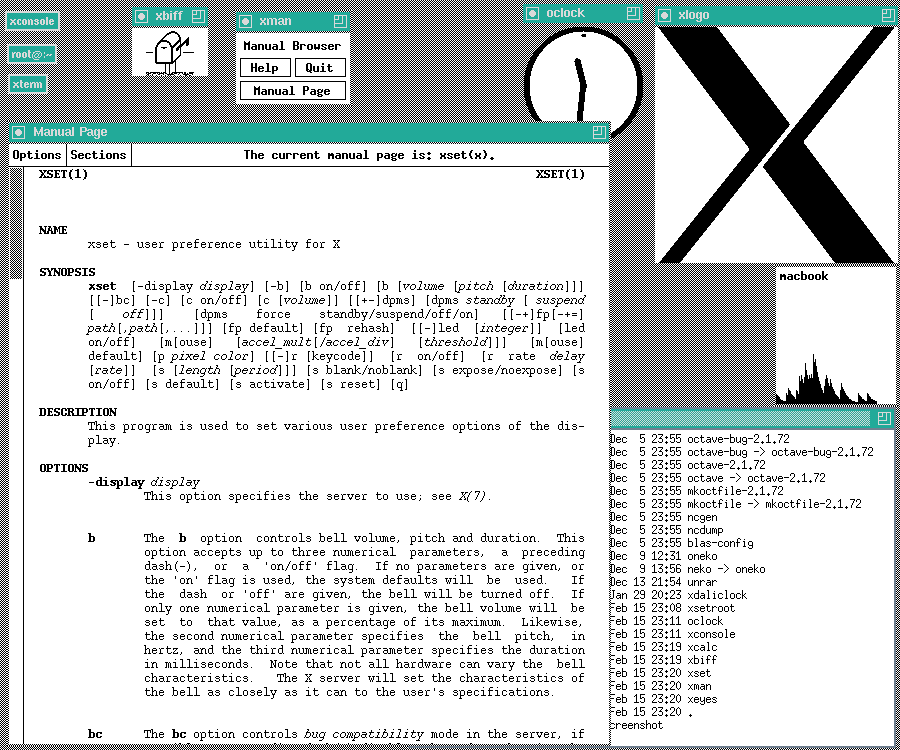 xconsole
root@:~
xterm
xbiff
xman
Manual Browser
Help Quit
Manual Page
oclock
xlogo
Manual Page
Options Sections The current manual page is: xset(x).
XSET(1) XSET(1)
NAME
xset - user preference utility for X
SYNOPSIS
xset [-display display] [-b] [b on/off] [b [volume [pitch [duration]]]
[[-]bc] [-c] [c on/off] [c [volume]] [[+-]dpms] [dpms standby [ suspend
[ off]]] [dpms force standby/suspend/off/on] [[-+]fp[-+=]
path[,path[,...]]] [fp default] [fp rehash] [[-]led [integer]] [led
on/off] [m[ouse] [accel_mult[/accel_div] [threshold]]] [m[ouse]
default] [p pixel color] [[-]r [keycode]] [r on/off] [r rate delay
[rate]] [s [length [period]]] [s blank/noblank] [s expose/noexpose] [s
on/off] [s default] [s activate] [s reset] [q]
DESCRIPTION
This program is used to set various user preference options of the dis-
play.
OPTIONS
-display display
This option specifies the server to use; see X(7).
b The b option controls bell volume, pitch and duration. This
option accepts up to three numerical parameters, a preceding
dash(-), or a 'on/off' flag. If no parameters are given, or
the 'on' flag is used, the system defaults will be used. If
the dash or 'off' are given, the bell will be turned off. If
only one numerical parameter is given, the bell volume will be
set to that value, as a percentage of its maximum. Likewise,
the second numerical parameter specifies the bell pitch, in
hertz, and the third numerical parameter specifies the duration
in milliseconds. Note that not all hardware can vary the bell
characteristics. The X server will set the characteristics of
the bell as closely as it can to the user's specifications.
bc The bc option controls bug compatibility mode in the server, if
macbook
Dec 5 23:55 octave-bug-2.1.72
Dec 5 23:55 octave-bug -> octave-bug-2.1.72
Dec 5 23:55 octave-2.1.72
Dec 5 23:55 octave -> octave-2.1.72
Dec 5 23:55 mkoctfile-2.1.72
Dec 5 23:55 mkoctfile -> mkoctfile-2.1.72
Dec 5 23:55 ncgen
Dec 5 23:55 ncdump
Dec 5 23:55 blas-config
Dec 9 12:31 oneko
Dec 9 13:56 neko -> oneko
Dec 13 21:54 unrar
Jan 29 20:23 xdaliclock
Feb 15 23:08 xsetroot
Feb 15 23:11 oclock
Feb 15 23:11 xconsole
Feb 15 23:19 xcalc
Feb 15 23:19 xbiff
Feb 15 23:20 xset
Feb 15 23:20 xman
Feb 15 23:20 xeyes
Feb 15 23:20 .
creenshot